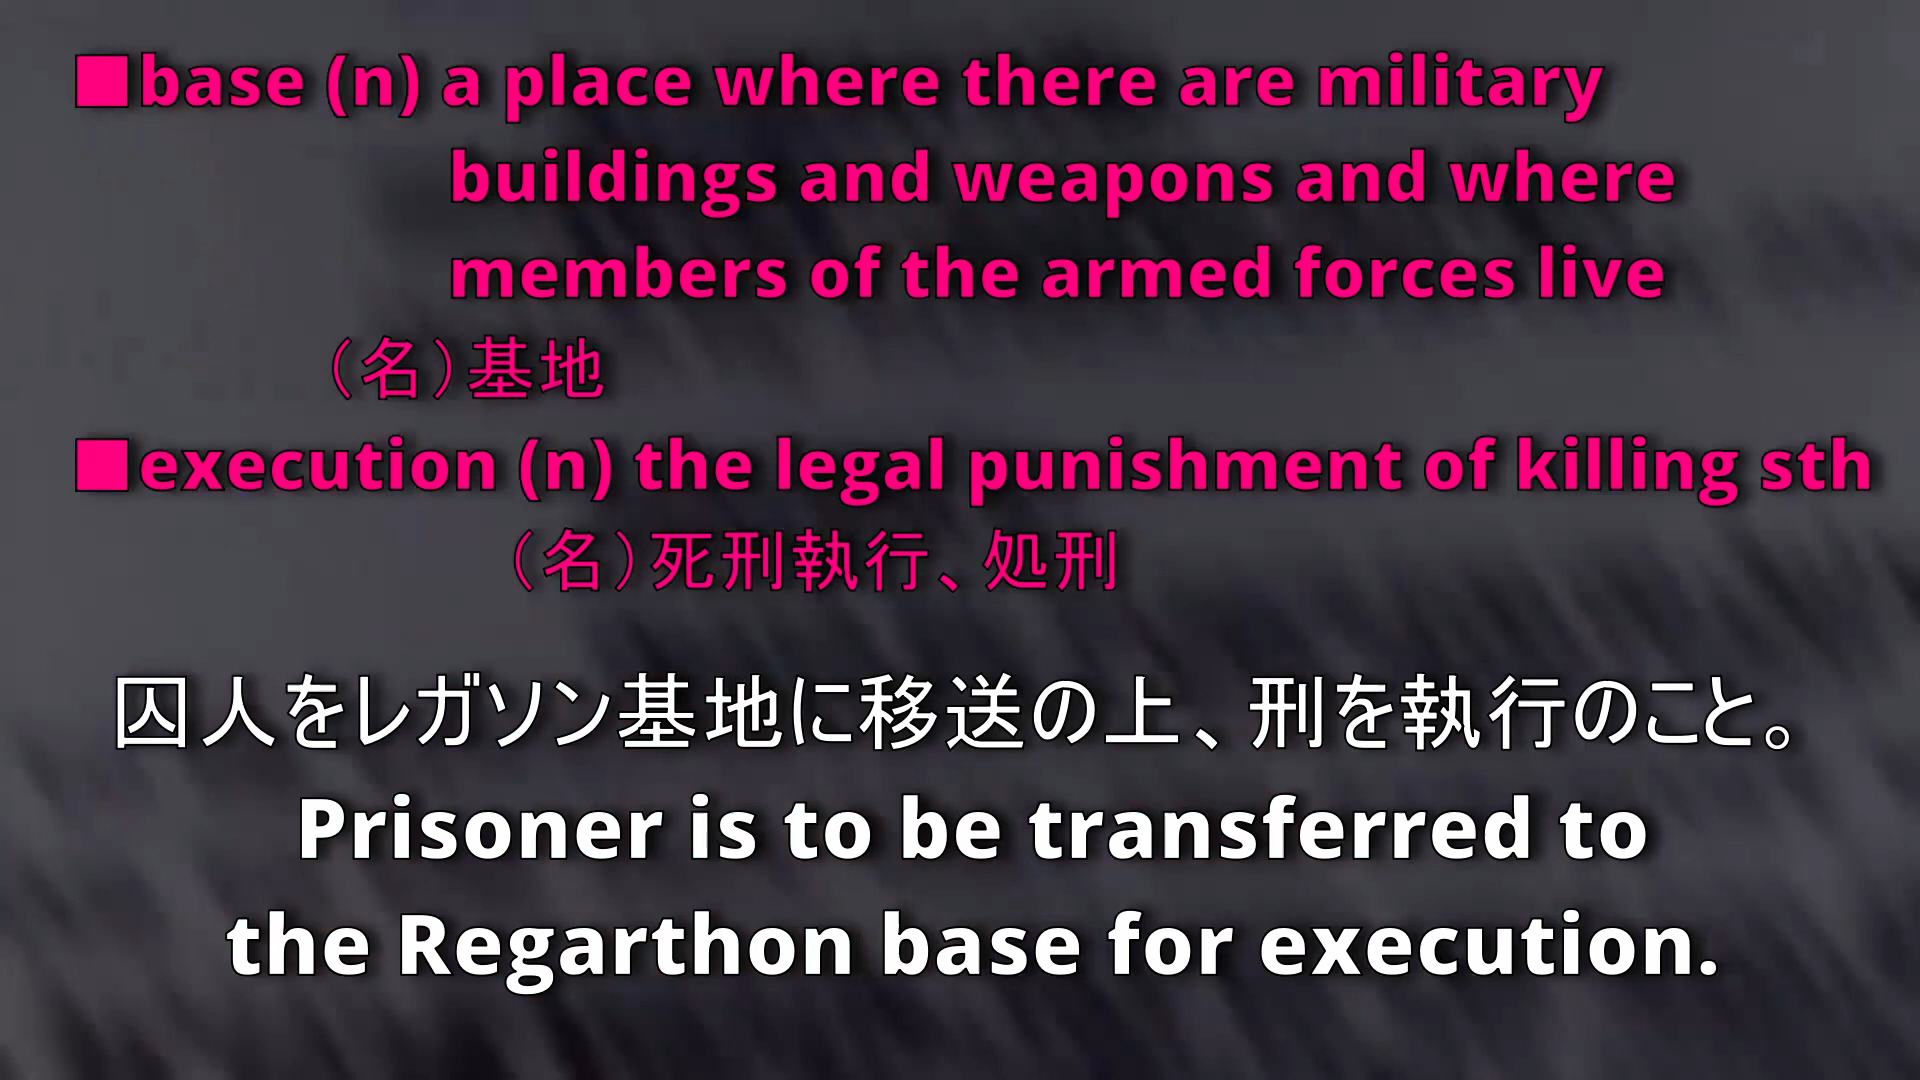 ■base (n) a place where there are military
buildings and weapons and where
members of the armed forces live
（名）基地
■execution (n) the legal punishment of killing sth
（名）死刑執行、処刑
囚人をレガソン基地に移送の上、刑を執行のこと。
Prisoner is to be transferred to
the Regarthon base for execution.